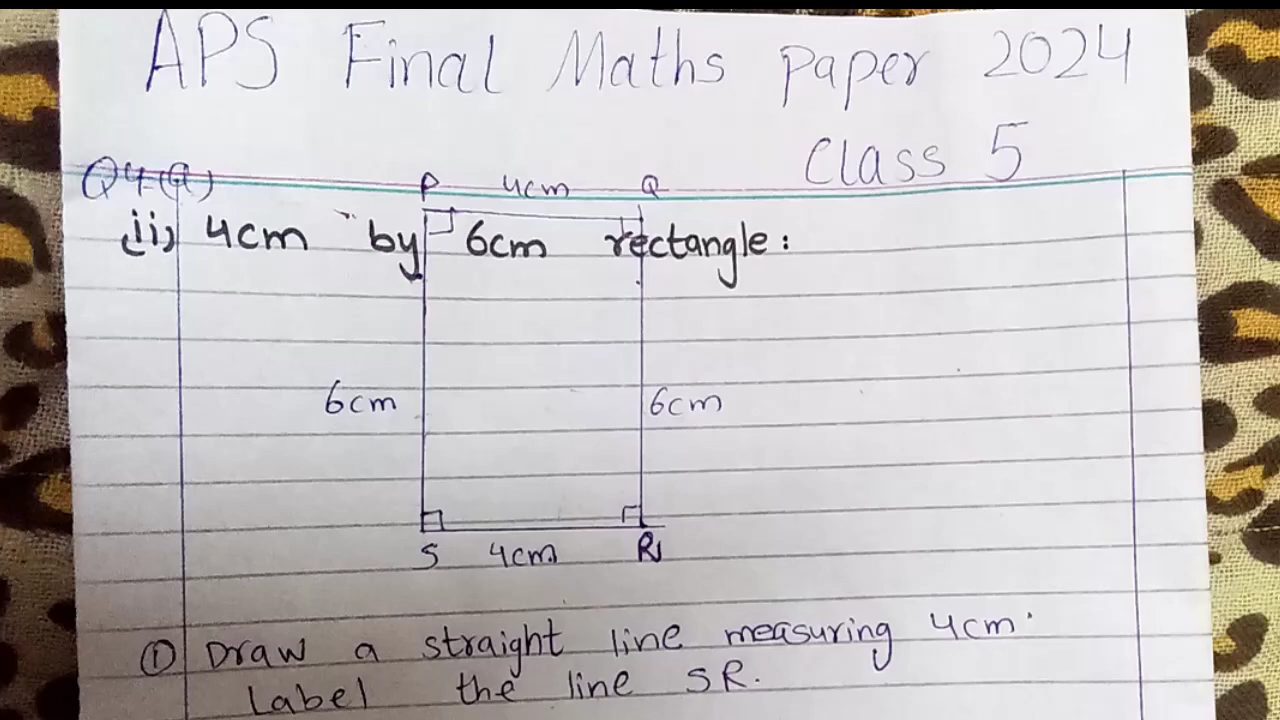 APS Final Maths Paper 2024
Class 5
Q4(a)
P 4cm Q
ii) 4cm by 6cm rectangle:
6cm 6cm
S 4cm R
① Draw a straight line measuring 4cm.
Label the line SR.